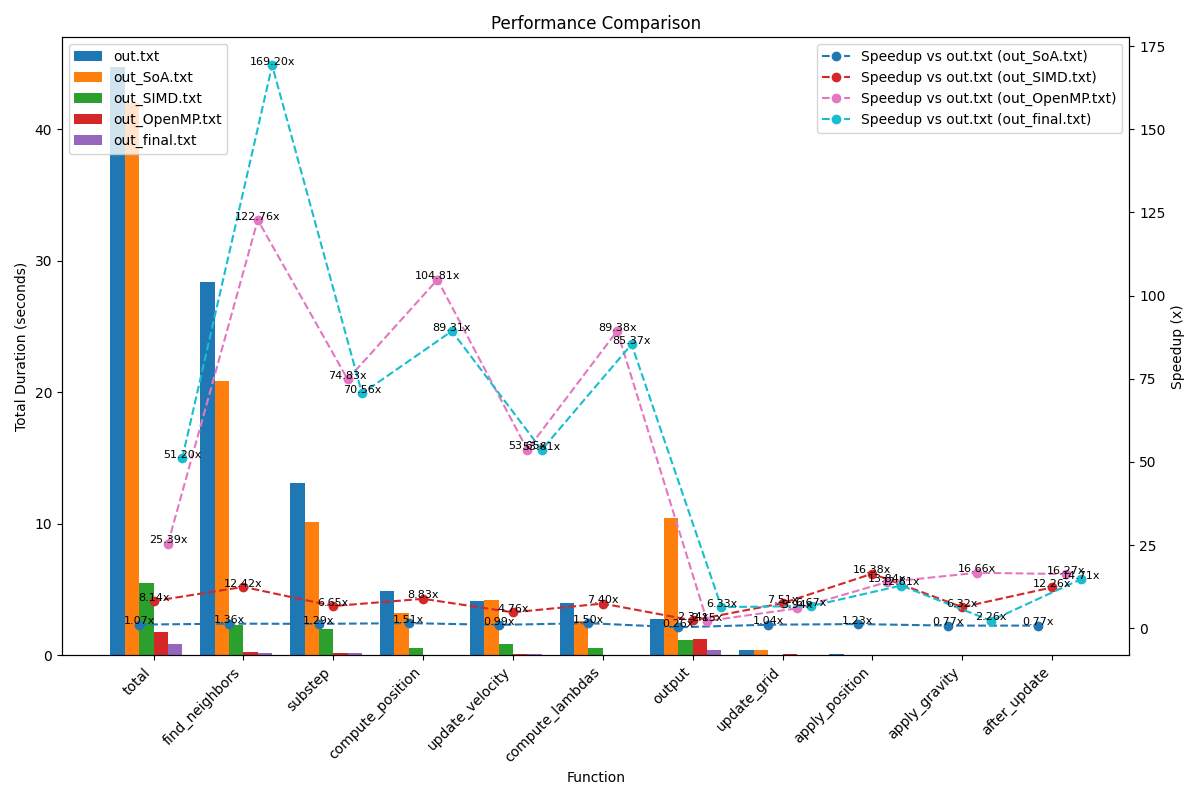 Performance Comparison
out.txt
out_SoA.txt
out_SIMD.txt
out_OpenMP.txt
out_final.txt
Speedup vs out.txt (out_SoA.txt)
Speedup vs out.txt (out_SIMD.txt)
Speedup vs out.txt (out_OpenMP.txt)
Speedup vs out.txt (out_final.txt)
Total Duration (seconds)
40
30
20
10
0
Speedup (x)
175
150
125
100
75
50
25
0
169.20x
122.76x
104.81x
89.31x
89.38x
85.37x
74.83x
70.56x
51.20x
25.39x
8.14x
12.42x
6.65x
8.83x
4.76x
7.40x
7.51x
16.38x
6.32x
12.26x
16.66x
16.27x
14.71x
6.33x
2.26x
1.07x
1.36x
1.29x
1.51x
0.99x
1.50x
0.26x
1.04x
1.23x
0.77x
0.77x
total
find_neighbors
substep
compute_position
update_velocity
compute_lambdas
output
update_grid
apply_position
apply_gravity
after_update
Function